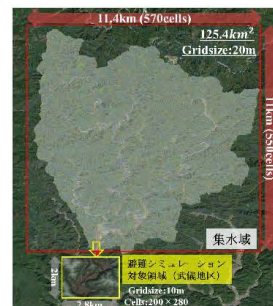 11.4km (570cells)
125.4km²
Gridsize:20m
11km (550cells)
集水域
避難シミュレーション
対象領域（武儀地区）
2km
Gridsize:10m
2.8km
Cells:200×280